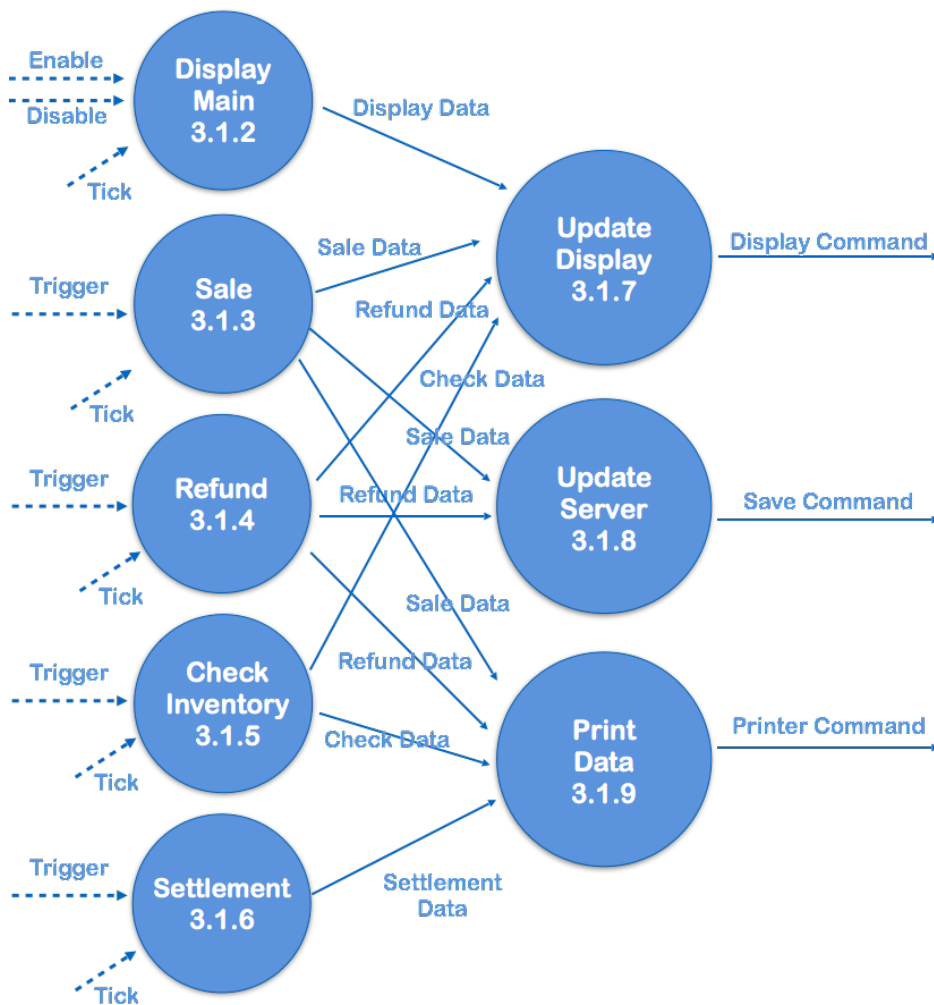 Enable
Disable
Tick
Display
Main
3.1.2
Display Data
Trigger
Tick
Sale
3.1.3
Sale Data
Refund Data
Check Data
Sale Data
Update
Display
3.1.7
Display Command
Trigger
Tick
Refund
3.1.4
Refund Data
Sale Data
Refund Data
Update
Server
3.1.8
Save Command
Trigger
Tick
Check
Inventory
3.1.5
Check Data
Print
Data
3.1.9
Printer Command
Trigger
Tick
Settlement
3.1.6
Settlement
Data